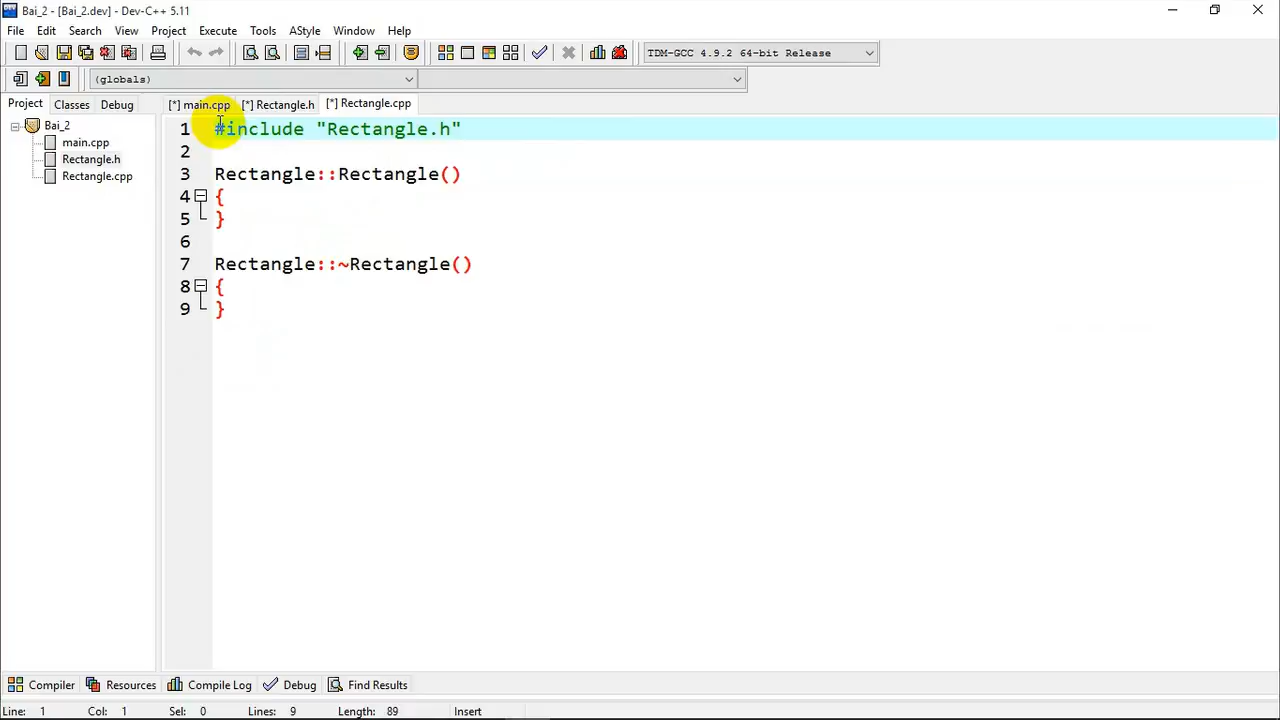 Bai_2 - [Bai_2.dev] - Dev-C++ 5.11
File Edit Search View Project Execute Tools AStyle Window Help
TDM-GCC 4.9.2 64-bit Release
(globals)
Project Classes Debug
[*] main.cpp [*] Rectangle.h [*] Rectangle.cpp
Bai_2
main.cpp
Rectangle.h
Rectangle.cpp
1 #include "Rectangle.h"
2
3 Rectangle::Rectangle()
4 {
5 }
6
7 Rectangle::~Rectangle()
8 {
9 }
Compiler Resources Compile Log Debug Find Results
Line: 1 Col: 1 Sel: 0 Lines: 9 Length: 89 Insert